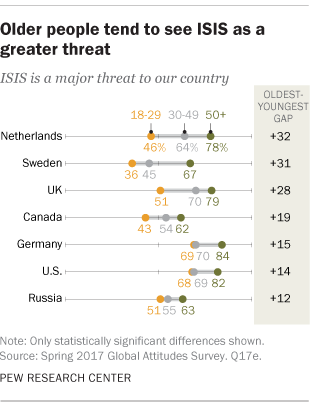 Older people tend to see ISIS as a
greater threat
ISIS is a major threat to our country
OLDEST-
YOUNGEST
GAP
18-29 30-49 50+
Netherlands +32
46% 64% 78%
Sweden +31
36 45 67
UK +28
51 70 79
Canada +19
43 54 62
Germany +15
69 70 84
U.S. +14
68 69 82
Russia +12
51 55 63
Note: Only statistically significant differences shown.
Source: Spring 2017 Global Attitudes Survey. Q17e.
PEW RESEARCH CENTER